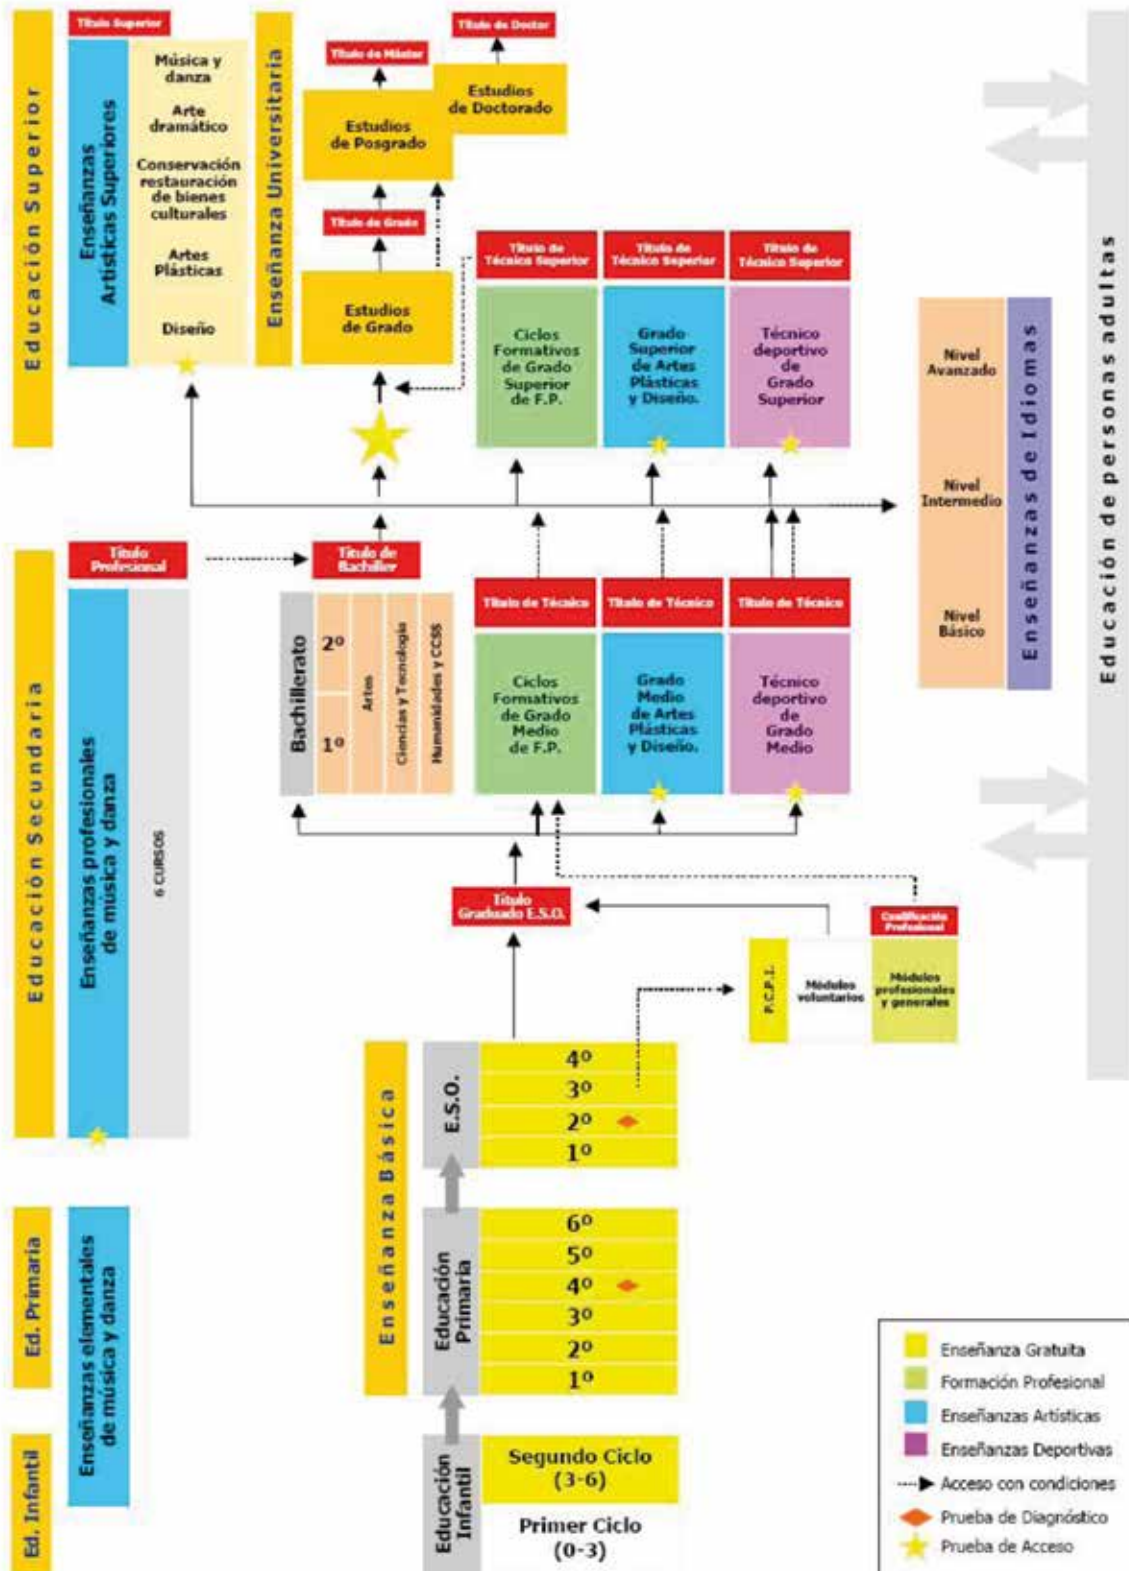 Educación Superior
Título Superior
Enseñanzas
Artísticas Superiores
Música y
danza
Arte
dramático
Conservación
restauración
de bienes
culturales
Artes
Plásticas
Diseño
Enseñanza Universitaria
Título de Doctor
Título de Máster
Estudios
de Doctorado
Estudios
de Posgrado
Título de Grado
Estudios
de Grado
Título de
Técnico Superior
Título de
Técnico Superior
Título de
Técnico Superior
Ciclos
Formativos
de Grado
Superior
de F.P.
Grado
Superior
de Artes
Plásticas
y Diseño.
Técnico
deportivo
de
Grado
Superior
Nivel
Avanzado
Nivel
Intermedio
Nivel
Básico
Enseñanzas de Idiomas
Educación de personas adultas
Educación Secundaria
Título
Profesional
Enseñanzas profesionales
de música y danza
6 CURSOS
Título de
Bachiller
Bachillerato
2º
1º
Artes
Ciencias y Tecnología
Humanidades y CCSS
Título de Técnico
Título de Técnico
Título de Técnico
Ciclos
Formativos
de Grado
Medio
de F.P.
Grado
Medio
de Artes
Plásticas
y Diseño.
Técnico
deportivo
de
Grado
Medio
Título
Graduado E.S.O.
Cualificación
Profesional
P.C.P.I.
Módulos
voluntarios
Módulos
profesionales
y generales
Enseñanza Básica
E.S.O.
4º
3º
2º
1º
Ed. Primaria
Enseñanzas elementales
de música y danza
Educación
Primaria
6º
5º
4º
3º
2º
1º
Ed. Infantil
Educación
Infantil
Segundo Ciclo
(3-6)
Primer Ciclo
(0-3)
Enseñanza Gratuita
Formación Profesional
Enseñanzas Artísticas
Enseñanzas Deportivas
Acceso con condiciones
Prueba de Diagnóstico
Prueba de Acceso